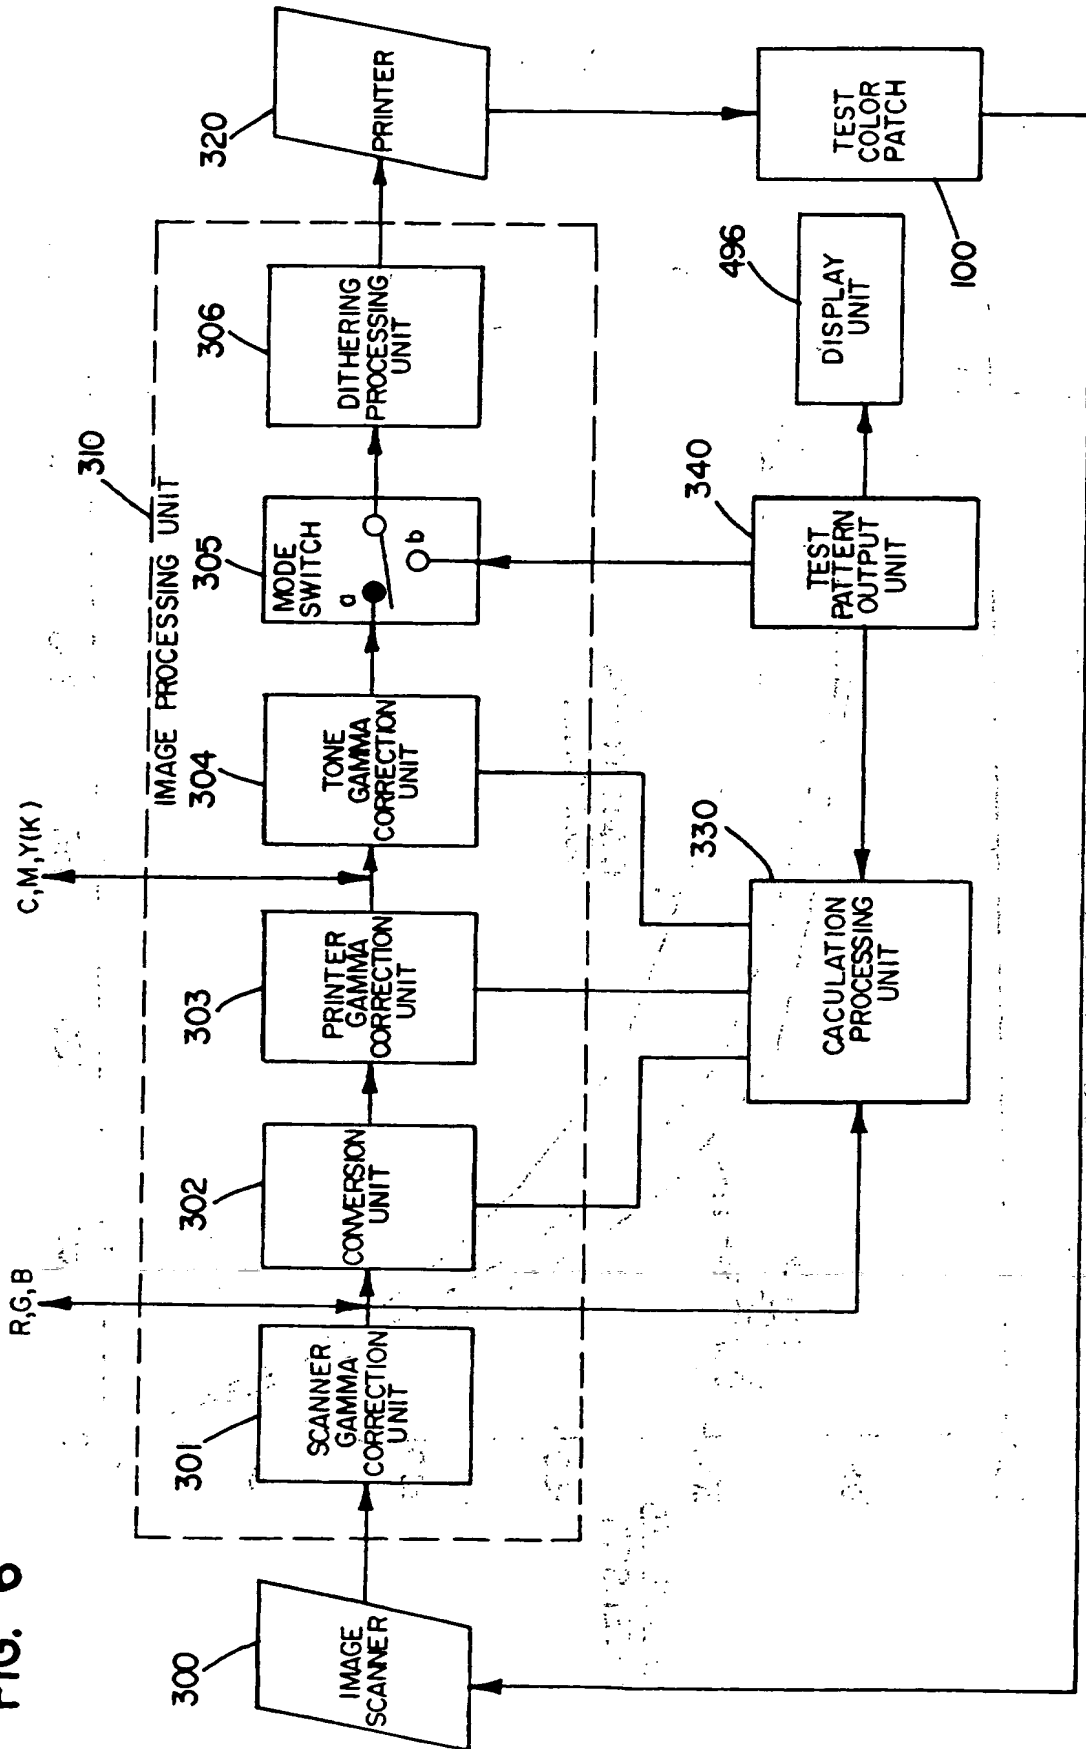 FIG. 6
R,G,B
C,M,Y(K)
310
IMAGE PROCESSING UNIT
300
IMAGE
SCANNER
301
SCANNER
GAMMA
CORRECTION
UNIT
302
CONVERSION
UNIT
303
PRINTER
GAMMA
CORRECTION
UNIT
304
TONE
GAMMA
CORRECTION
UNIT
305
MODE
SWITCH
a
b
306
DITHERING
PROCESSING
UNIT
320
PRINTER
330
CACULATION
PROCESSING
UNIT
340
TEST
PATTERN
OUTPUT
UNIT
496
DISPLAY
UNIT
TEST
COLOR
PATCH
100